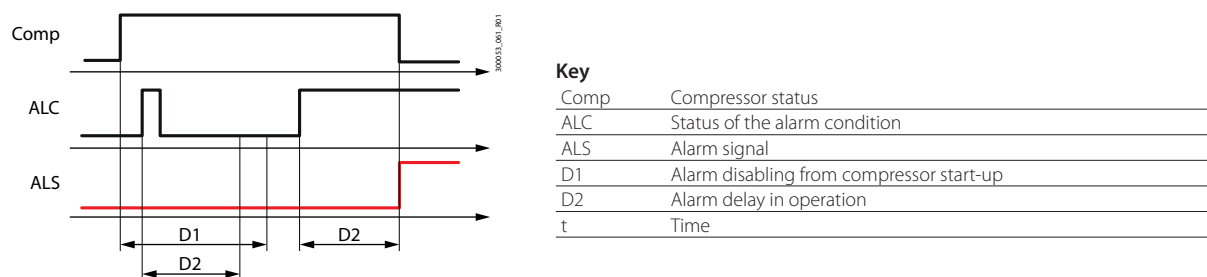 Comp
300053_061_R01
ALC
ALS
D1
D2
D2
Key
Comp Compressor status
ALC Status of the alarm condition
ALS Alarm signal
D1 Alarm disabling from compressor start-up
D2 Alarm delay in operation
t Time